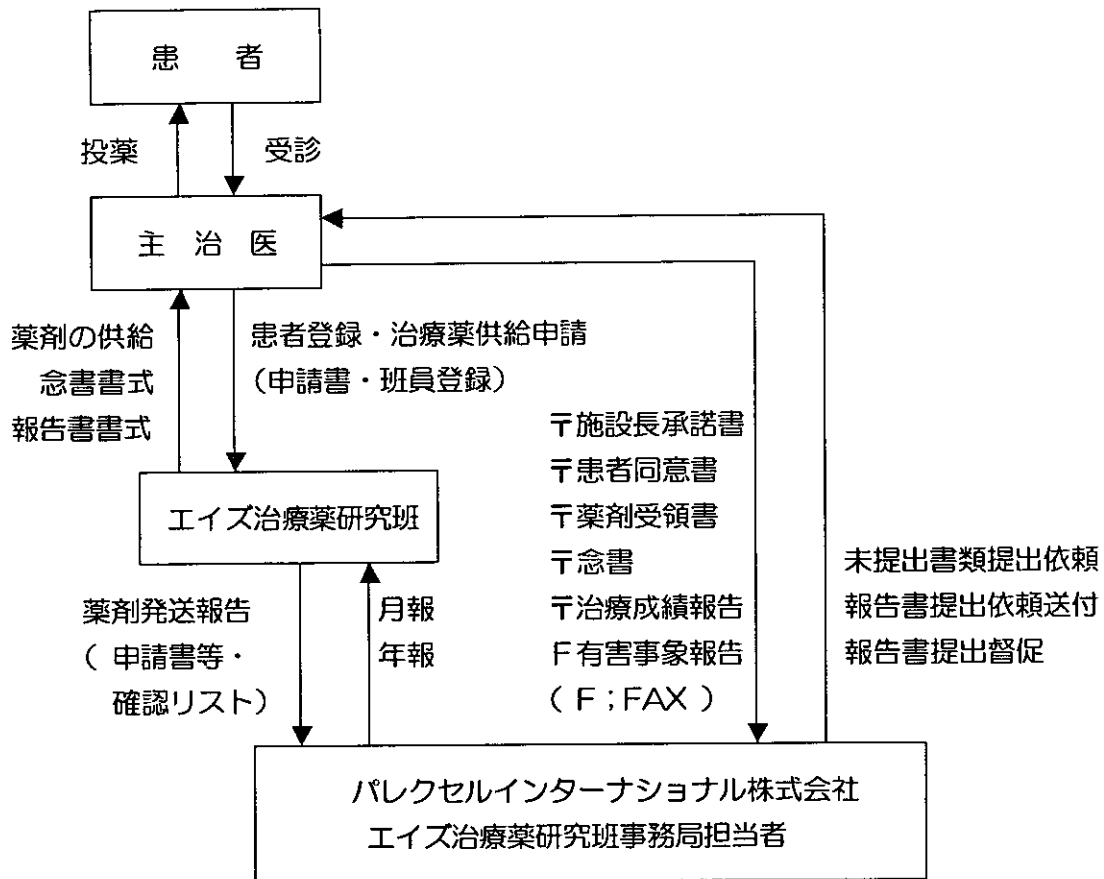 患　者
投薬
受診
主　治　医
薬剤の供給
念書書式
報告書書式
患者登録・治療薬供給申請
（申請書・班員登録）
エイズ治療薬研究班
〒施設長承諾書
〒患者同意書
〒薬剤受領書
〒念書
〒治療成績報告
F有害事象報告
（ F；FAX ）
未提出書類提出依頼
報告書提出依頼送付
報告書提出督促
薬剤発送報告
（ 申請書等・
確認リスト）
月報
年報
パレクセルインターナショナル株式会社
エイズ治療薬研究班事務局担当者